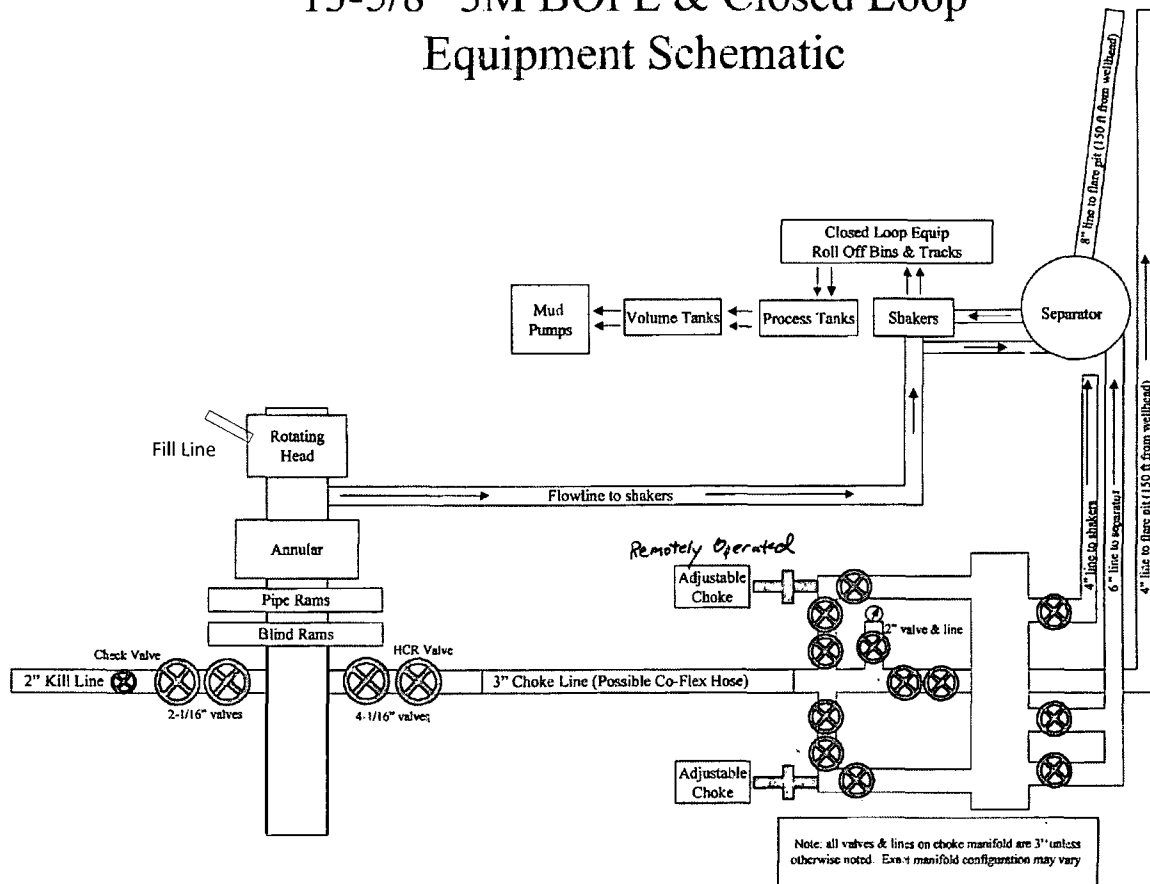 13-5/8" 3M BOPE & Closed Loop
Equipment Schematic
8" line to flare pit (150 ft from wellhead)
Closed Loop Equip
Roll Off Bins & Tracks
Mud
Pumps
Volume Tanks
Process Tanks
Shakers
Separator
Fill Line
Rotating
Head
Flowline to shakers
Annular
Pipe Rams
Blind Rams
Remotely Operated
Adjustable
Choke
2" valve & line
4" line to shakers
6" line to separator
4" line to flare pit (150 ft from wellhead)
Check Valve
HCR Valve
2" Kill Line
3" Choke Line (Possible Co-Flex Hose)
2-1/16" valves
4-1/16" valves
Adjustable
Choke
Note: all valves & lines on choke manifold are 3" unless
otherwise noted. Exact manifold configuration may vary